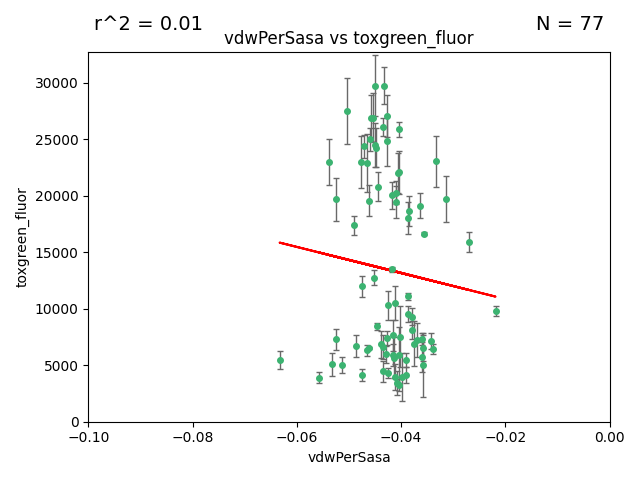 r^2 = 0.01
N = 77
vdwPerSasa vs toxgreen_fluor
30000
25000
20000
15000
10000
5000
0
toxgreen_fluor
−0.10
−0.08
−0.06
−0.04
−0.02
0.00
vdwPerSasa